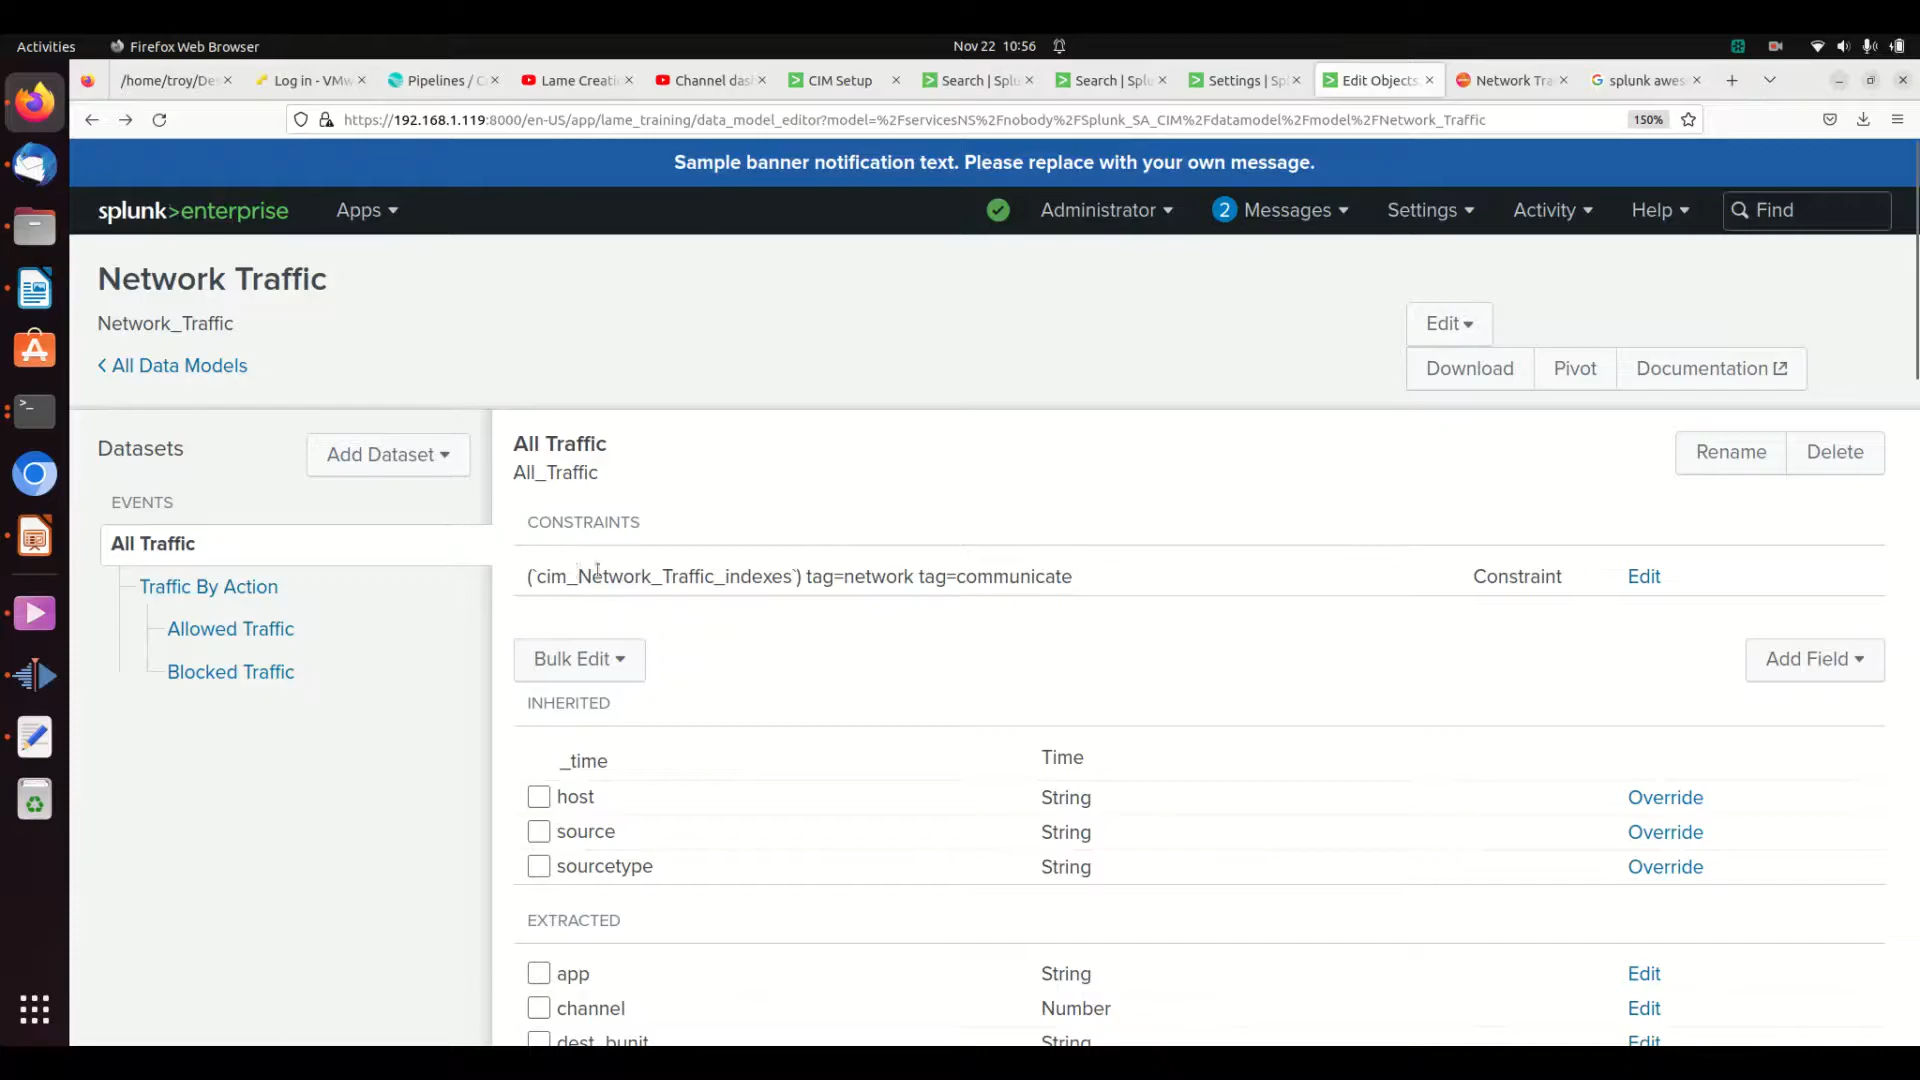 Activities
Firefox Web Browser
Nov 22 10:56
/home/troy/De
Log in - VMw
Pipelines / C
Lame Creatio
Channel das
CIM Setup
Search | Splu
Search | Splu
Settings | Spl
Edit Objects
Network Tra
splunk awes
https://192.168.1.119:8000/en-US/app/lame_training/data_model_editor?model=%2FservicesNS%2Fnobody%2FSplunk_SA_CIM%2Fdatamodel%2Fmodel%2FNetwork_Traffic
150%
Sample banner notification text. Please replace with your own message.
splunk>enterprise
Apps
Administrator
2 Messages
Settings
Activity
Help
Find
Network Traffic
Network_Traffic
Edit
< All Data Models
Download
Pivot
Documentation
Datasets
Add Dataset
EVENTS
All Traffic
Traffic By Action
Allowed Traffic
Blocked Traffic
All Traffic
All_Traffic
Rename
Delete
CONSTRAINTS
(`cim_Network_Traffic_indexes`) tag=network tag=communicate
Constraint
Edit
Bulk Edit
Add Field
INHERITED
_time Time
host String Override
source String Override
sourcetype String Override
EXTRACTED
app String Edit
channel Number Edit
dest_bunit String Edit